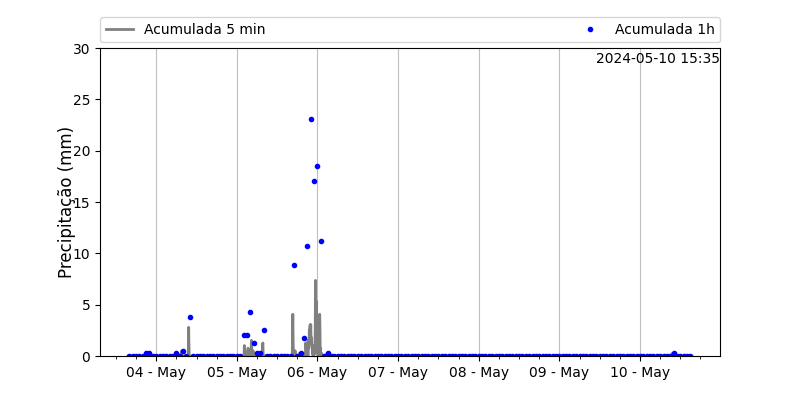 Acumulada 5 min
Acumulada 1h
2024-05-10 15:35
Precipitação (mm)
30
25
20
15
10
5
0
04 - May 05 - May 06 - May 07 - May 08 - May 09 - May 10 - May